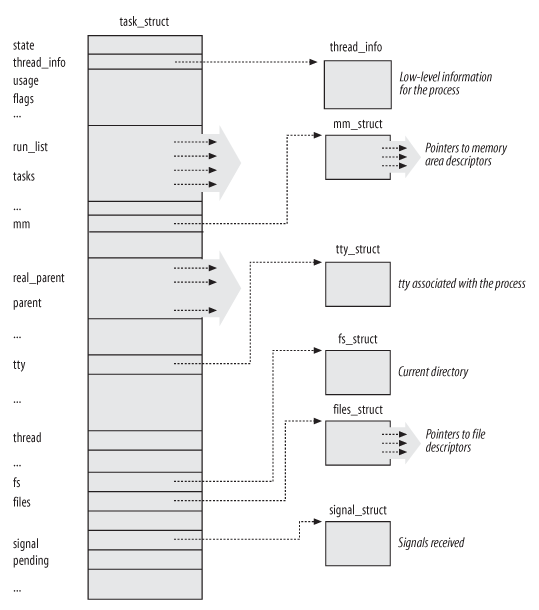 task_struct
state
thread_info
usage
flags
...
run_list
tasks
...
mm
real_parent
parent
...
tty
...
thread
...
fs
files
signal
pending
...
thread_info
Low-level information
for the process
mm_struct
Pointers to memory
area descriptors
tty_struct
tty associated with the process
fs_struct
Current directory
files_struct
Pointers to file
descriptors
signal_struct
Signals received